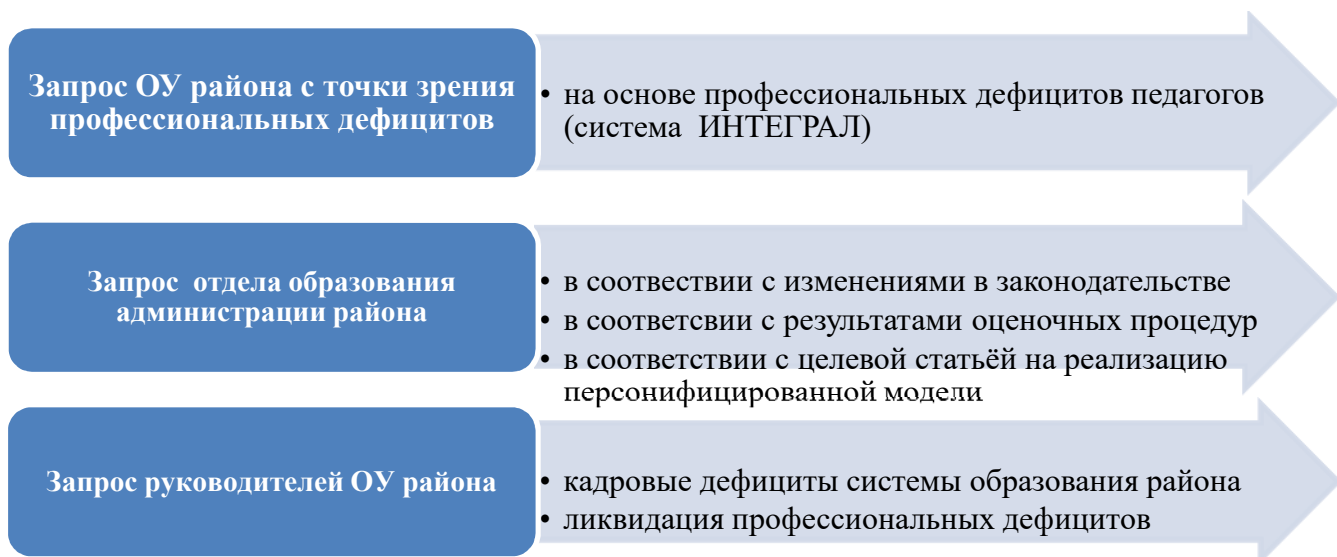 Запрос ОУ района с точки зрения
профессиональных дефицитов
• на основе профессиональных дефицитов педагогов
(система ИНТЕГРАЛ)
Запрос отдела образования
администрации района
• в соотвествии с изменениями в законодательстве
• в соответсвии с результатами оценочных процедур
• в соответствии с целевой статьёй на реализацию
персонифицированной модели
Запрос руководителей ОУ района
• кадровые дефициты системы образования района
• ликвидация профессиональных дефицитов